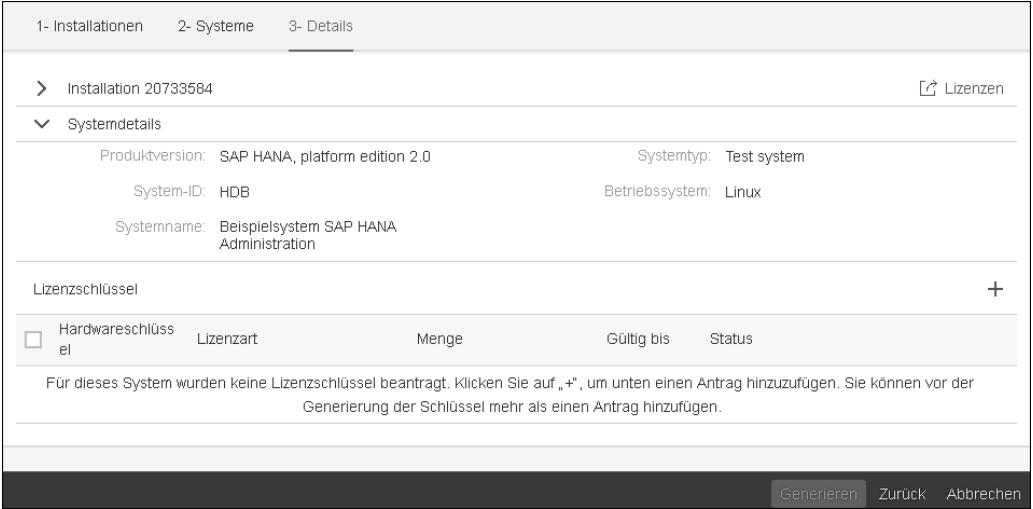 1- Installationen 2- Systeme 3- Details
Installation 20733584 Lizenzen
Systemdetails
Produktversion: SAP HANA, platform edition 2.0 Systemtyp: Test system
System-ID: HDB Betriebssystem: Linux
Systemname: Beispielsystem SAP HANA
Administration
Lizenzschlüssel +
Hardwareschlüss
el Lizenzart Menge Gültig bis Status
Für dieses System wurden keine Lizenzschlüssel beantragt. Klicken Sie auf „+", um unten einen Antrag hinzuzufügen. Sie können vor der
Generierung der Schlüssel mehr als einen Antrag hinzufügen.
Generieren Zurück Abbrechen